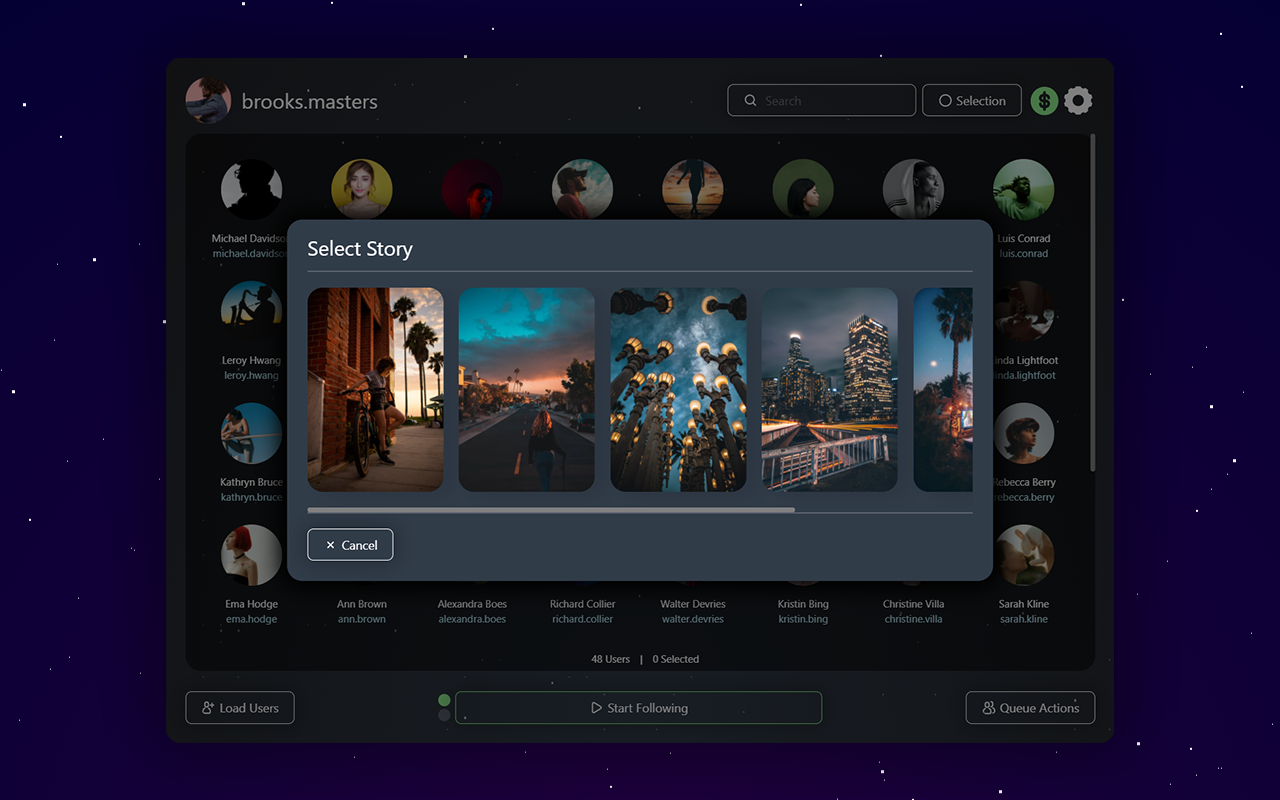 brooks.masters
Search
Selection
Michael Davidso
michael.davidso
Luis Conrad
luis.conrad
Select Story
Leroy Hwang
leroy.hwang
inda Lightfoot
inda.lightfoot
Kathryn Bruce
kathryn.bruce
Rebecca Berry
rebecca.berry
Cancel
Ema Hodge
ema.hodge
Ann Brown
ann.brown
Alexandra Boes
alexandra.boes
Richard Collier
richard.collier
Walter Devries
walter.devries
Kristin Bing
kristin.bing
Christine Villa
christine.villa
Sarah Kline
sarah.kline
48 Users | 0 Selected
Load Users
Start Following
Queue Actions